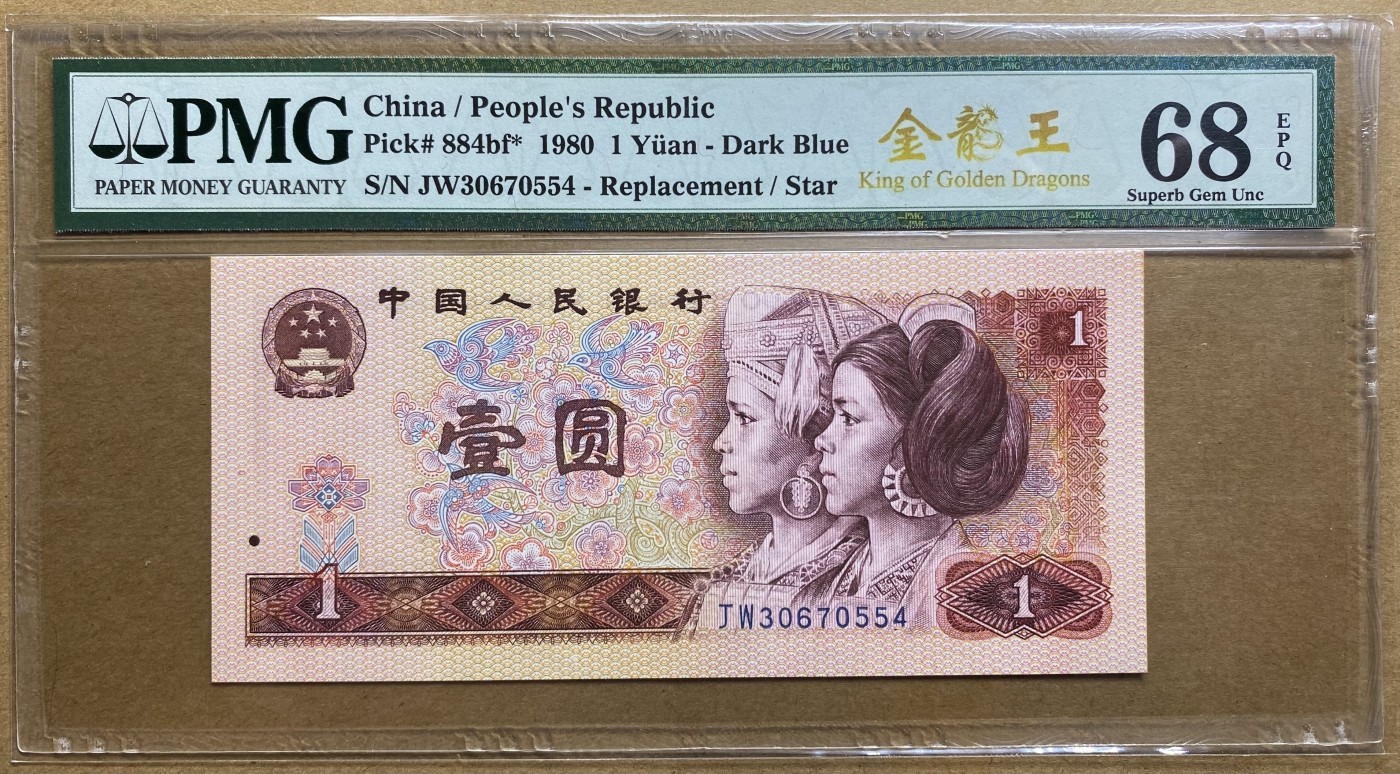 PMG
PAPER MONEY GUARANTY
China / People's Republic
Pick# 884bf* 1980 1 Yüan - Dark Blue
S/N JW30670554 - Replacement / Star
金龍王
King of Golden Dragons
68
EPQ
Superb Gem Unc
中国人民银行
1
壹圆
1
JW30670554
1